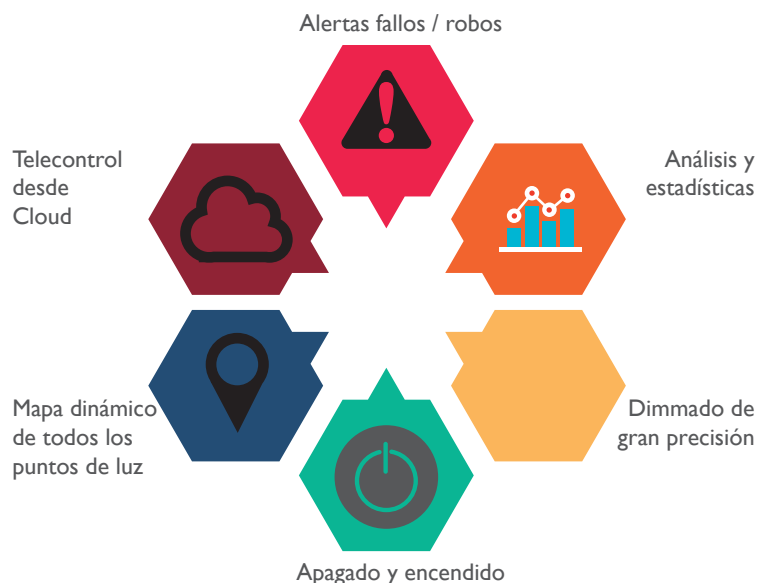 Alertas fallos / robos
Telecontrol
desde
Cloud
Análisis y
estadísticas
Mapa dinámico
de todos los
puntos de luz
Dimmado de
gran precisión
Apagado y encendido